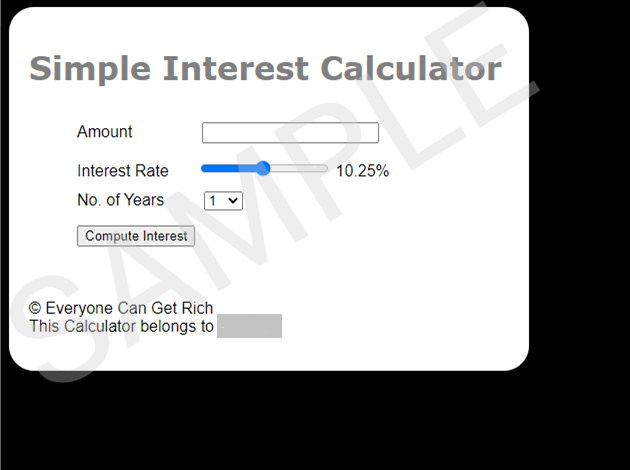 Simple Interest Calculator
Amount
Interest Rate 10.25%
No. of Years 1
Compute Interest
© Everyone Can Get Rich
This Calculator belongs to
SAMPLE